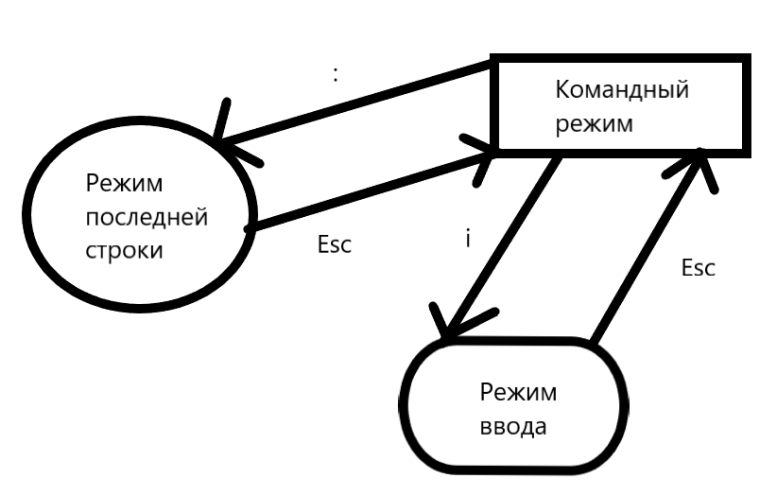 :
Командный
режим
Режим
последней
строки
Esc
i
Esc
Режим
ввода